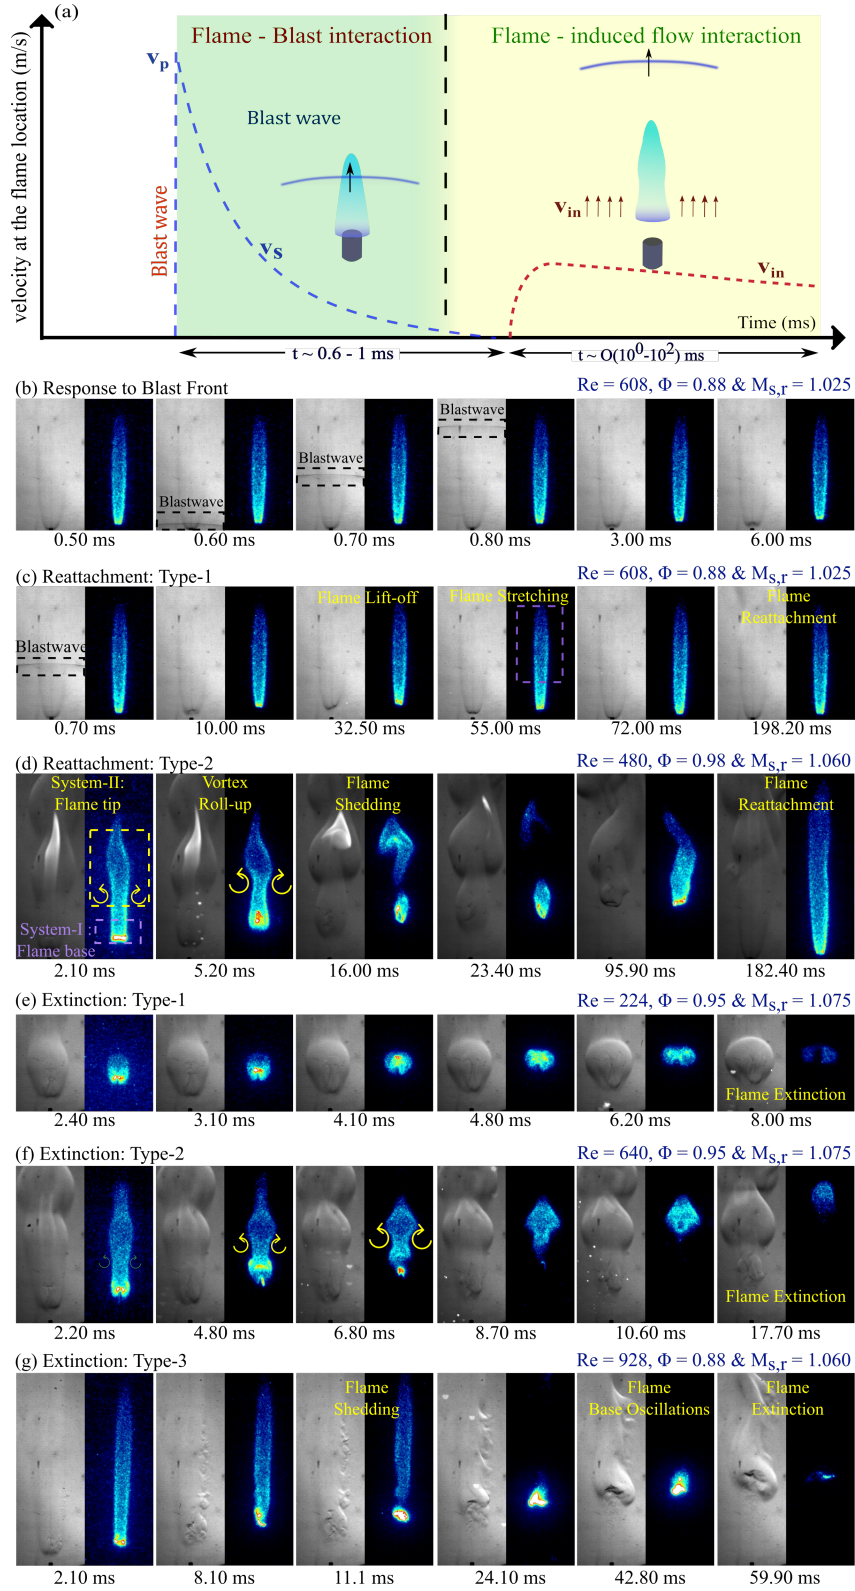 (a)
Flame - Blast interaction
Flame - induced flow interaction
velocity at the flame location (m/s)
vp
Blast wave
Blast wave
vs
vin
vin
Time (ms)
t ~ 0.6 - 1 ms
t ~ O(10⁰-10²) ms
(b) Response to Blast Front
Re = 608, Φ = 0.88 & Ms,r = 1.025
Blastwave
Blastwave
Blastwave
0.50 ms
0.60 ms
0.70 ms
0.80 ms
3.00 ms
6.00 ms
(c) Reattachment: Type-1
Re = 608, Φ = 0.88 & Ms,r = 1.025
Blastwave
Flame Lift-off
Flame Stretching
Flame
Reattachment
0.70 ms
10.00 ms
32.50 ms
55.00 ms
72.00 ms
198.20 ms
(d) Reattachment: Type-2
Re = 480, Φ = 0.98 & Ms,r = 1.060
System-II:
Flame tip
System-I :
Flame base
Vortex
Roll-up
Flame
Shedding
Flame
Reattachment
2.10 ms
5.20 ms
16.00 ms
23.40 ms
95.90 ms
182.40 ms
(e) Extinction: Type-1
Re = 224, Φ = 0.95 & Ms,r = 1.075
Flame Extinction
2.40 ms
3.10 ms
4.10 ms
4.80 ms
6.20 ms
8.00 ms
(f) Extinction: Type-2
Re = 640, Φ = 0.95 & Ms,r = 1.075
Flame Extinction
2.20 ms
4.80 ms
6.80 ms
8.70 ms
10.60 ms
17.70 ms
(g) Extinction: Type-3
Re = 928, Φ = 0.88 & Ms,r = 1.060
Flame
Shedding
Flame
Base Oscillations
Flame
Extinction
2.10 ms
8.10 ms
11.1 ms
24.10 ms
42.80 ms
59.90 ms